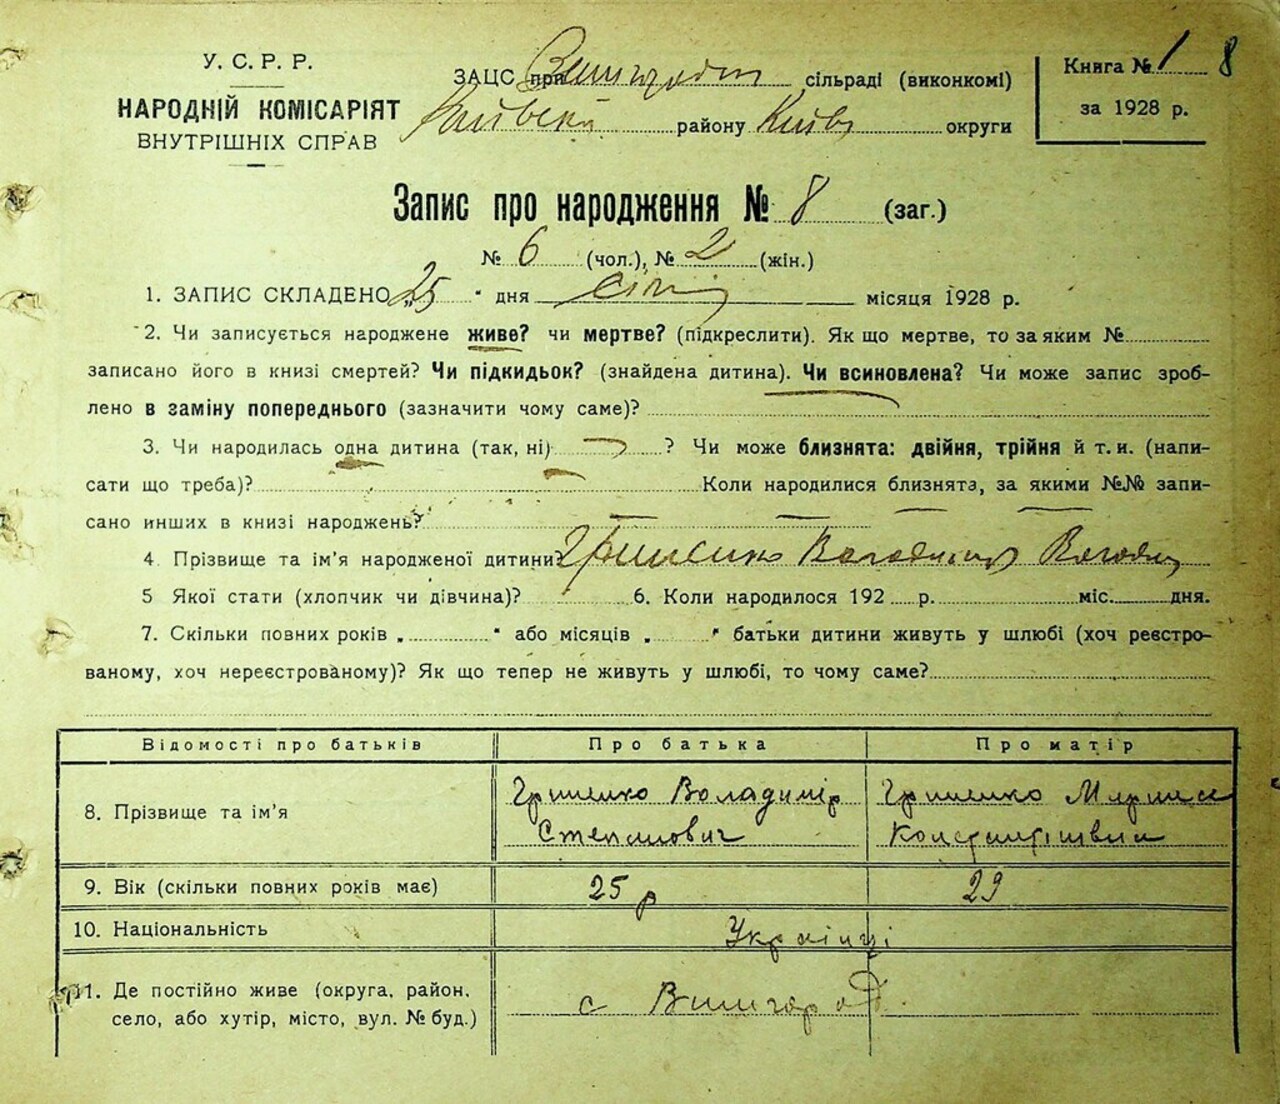 У. С. Р. Р.
НАРОДНІЙ КОМІСАРІЯТ
ВНУТРІШНІХ СПРАВ
ЗАЦС при сільраді (виконкомі)
району Київ округи
Книга № 1 8
за 1928 р.
Запис про народження № 8 (заг.)
№ 6 (чол.), № 2 (жін.)
1. ЗАПИС СКЛАДЕНО „ 25 “ дня січня місяця 1928 р.
2. Чи записується народжене живе? чи мертве? (підкреслити). Як що мертве, то за яким №
записано його в книзі смертей? Чи підкидьок? (знайдена дитина). Чи всиновлена? Чи може запис зроб-
лено в заміну попереднього (зазначити чому саме)?
3. Чи народилась одна дитина (так, ні) ? Чи може близнята: двійня, трійня й т. и. (напи-
сати що треба)? Коли народилися близнята, за якими №№ запи-
сано инших в книзі народжень?
4. Прізвище та ім'я народженої дитини? Гриценко Володимир
5 Якої стати (хлопчик чи дівчина)? 6. Коли народилося 192 р. міс. дня.
7. Скільки повних років „ “ або місяців „ “ батьки дитини живуть у шлюбі (хоч реєстро-
ваному, хоч нереєстрованому)? Як що тепер не живуть у шлюбі, то чому саме?
Відомості про батьків Про батька Про матір
8. Прізвище та ім'я
Гриценко Володимір
Степанович
Гриценко
9. Вік (скільки повних років має) 25 р 29
10. Національність Українці
11. Де постійно живе (округа, район,
село, або хутір, місто, вул. № буд.)
с Вишгород.